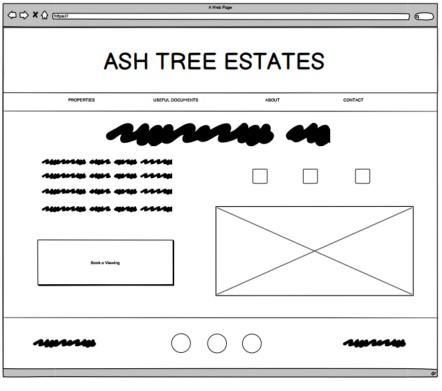 A Web Page
https://
ASH TREE ESTATES
PROPERTIES USEFUL DOCUMENTS ABOUT CONTACT
Book a Viewing